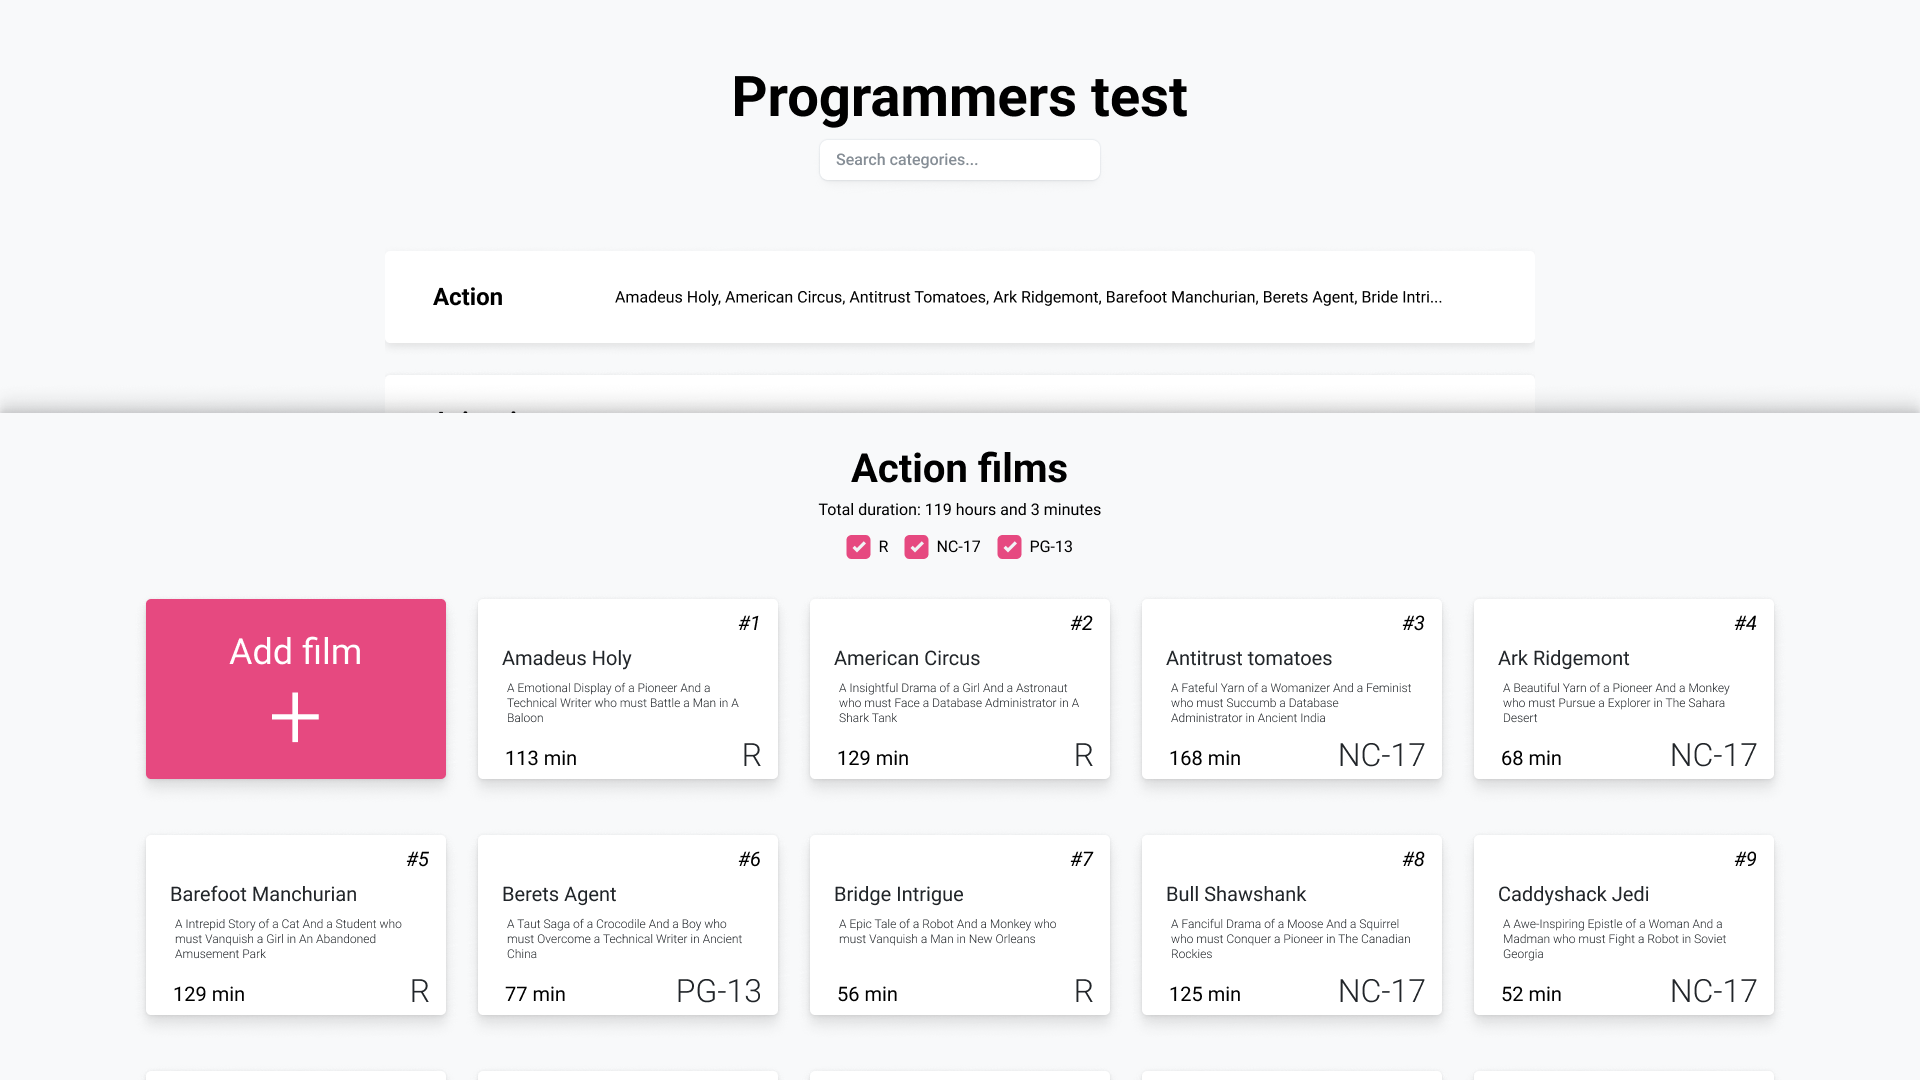 Programmers test
Search categories...
Action
Amadeus Holy, American Circus, Antitrust Tomatoes, Ark Ridgemont, Barefoot Manchurian, Berets Agent, Bride Intri...
Action films
Total duration: 119 hours and 3 minutes
R NC-17 PG-13
Add film
#1
Amadeus Holy
A Emotional Display of a Pioneer And a
Technical Writer who must Battle a Man in A
Baloon
113 min R
#2
American Circus
A Insightful Drama of a Girl And a Astronaut
who must Face a Database Administrator in A
Shark Tank
129 min R
#3
Antitrust tomatoes
A Fateful Yarn of a Womanizer And a Feminist
who must Succumb a Database
Administrator in Ancient India
168 min NC-17
#4
Ark Ridgemont
A Beautiful Yarn of a Pioneer And a Monkey
who must Pursue a Explorer in The Sahara
Desert
68 min NC-17
#5
Barefoot Manchurian
A Intrepid Story of a Cat And a Student who
must Vanquish a Girl in An Abandoned
Amusement Park
129 min R
#6
Berets Agent
A Taut Saga of a Crocodile And a Boy who
must Overcome a Technical Writer in Ancient
China
77 min PG-13
#7
Bridge Intrigue
A Epic Tale of a Robot And a Monkey who
must Vanquish a Man in New Orleans
56 min R
#8
Bull Shawshank
A Fanciful Drama of a Moose And a Squirrel
who must Conquer a Pioneer in The Canadian
Rockies
125 min NC-17
#9
Caddyshack Jedi
A Awe-Inspiring Epistle of a Woman And a
Madman who must Fight a Robot in Soviet
Georgia
52 min NC-17